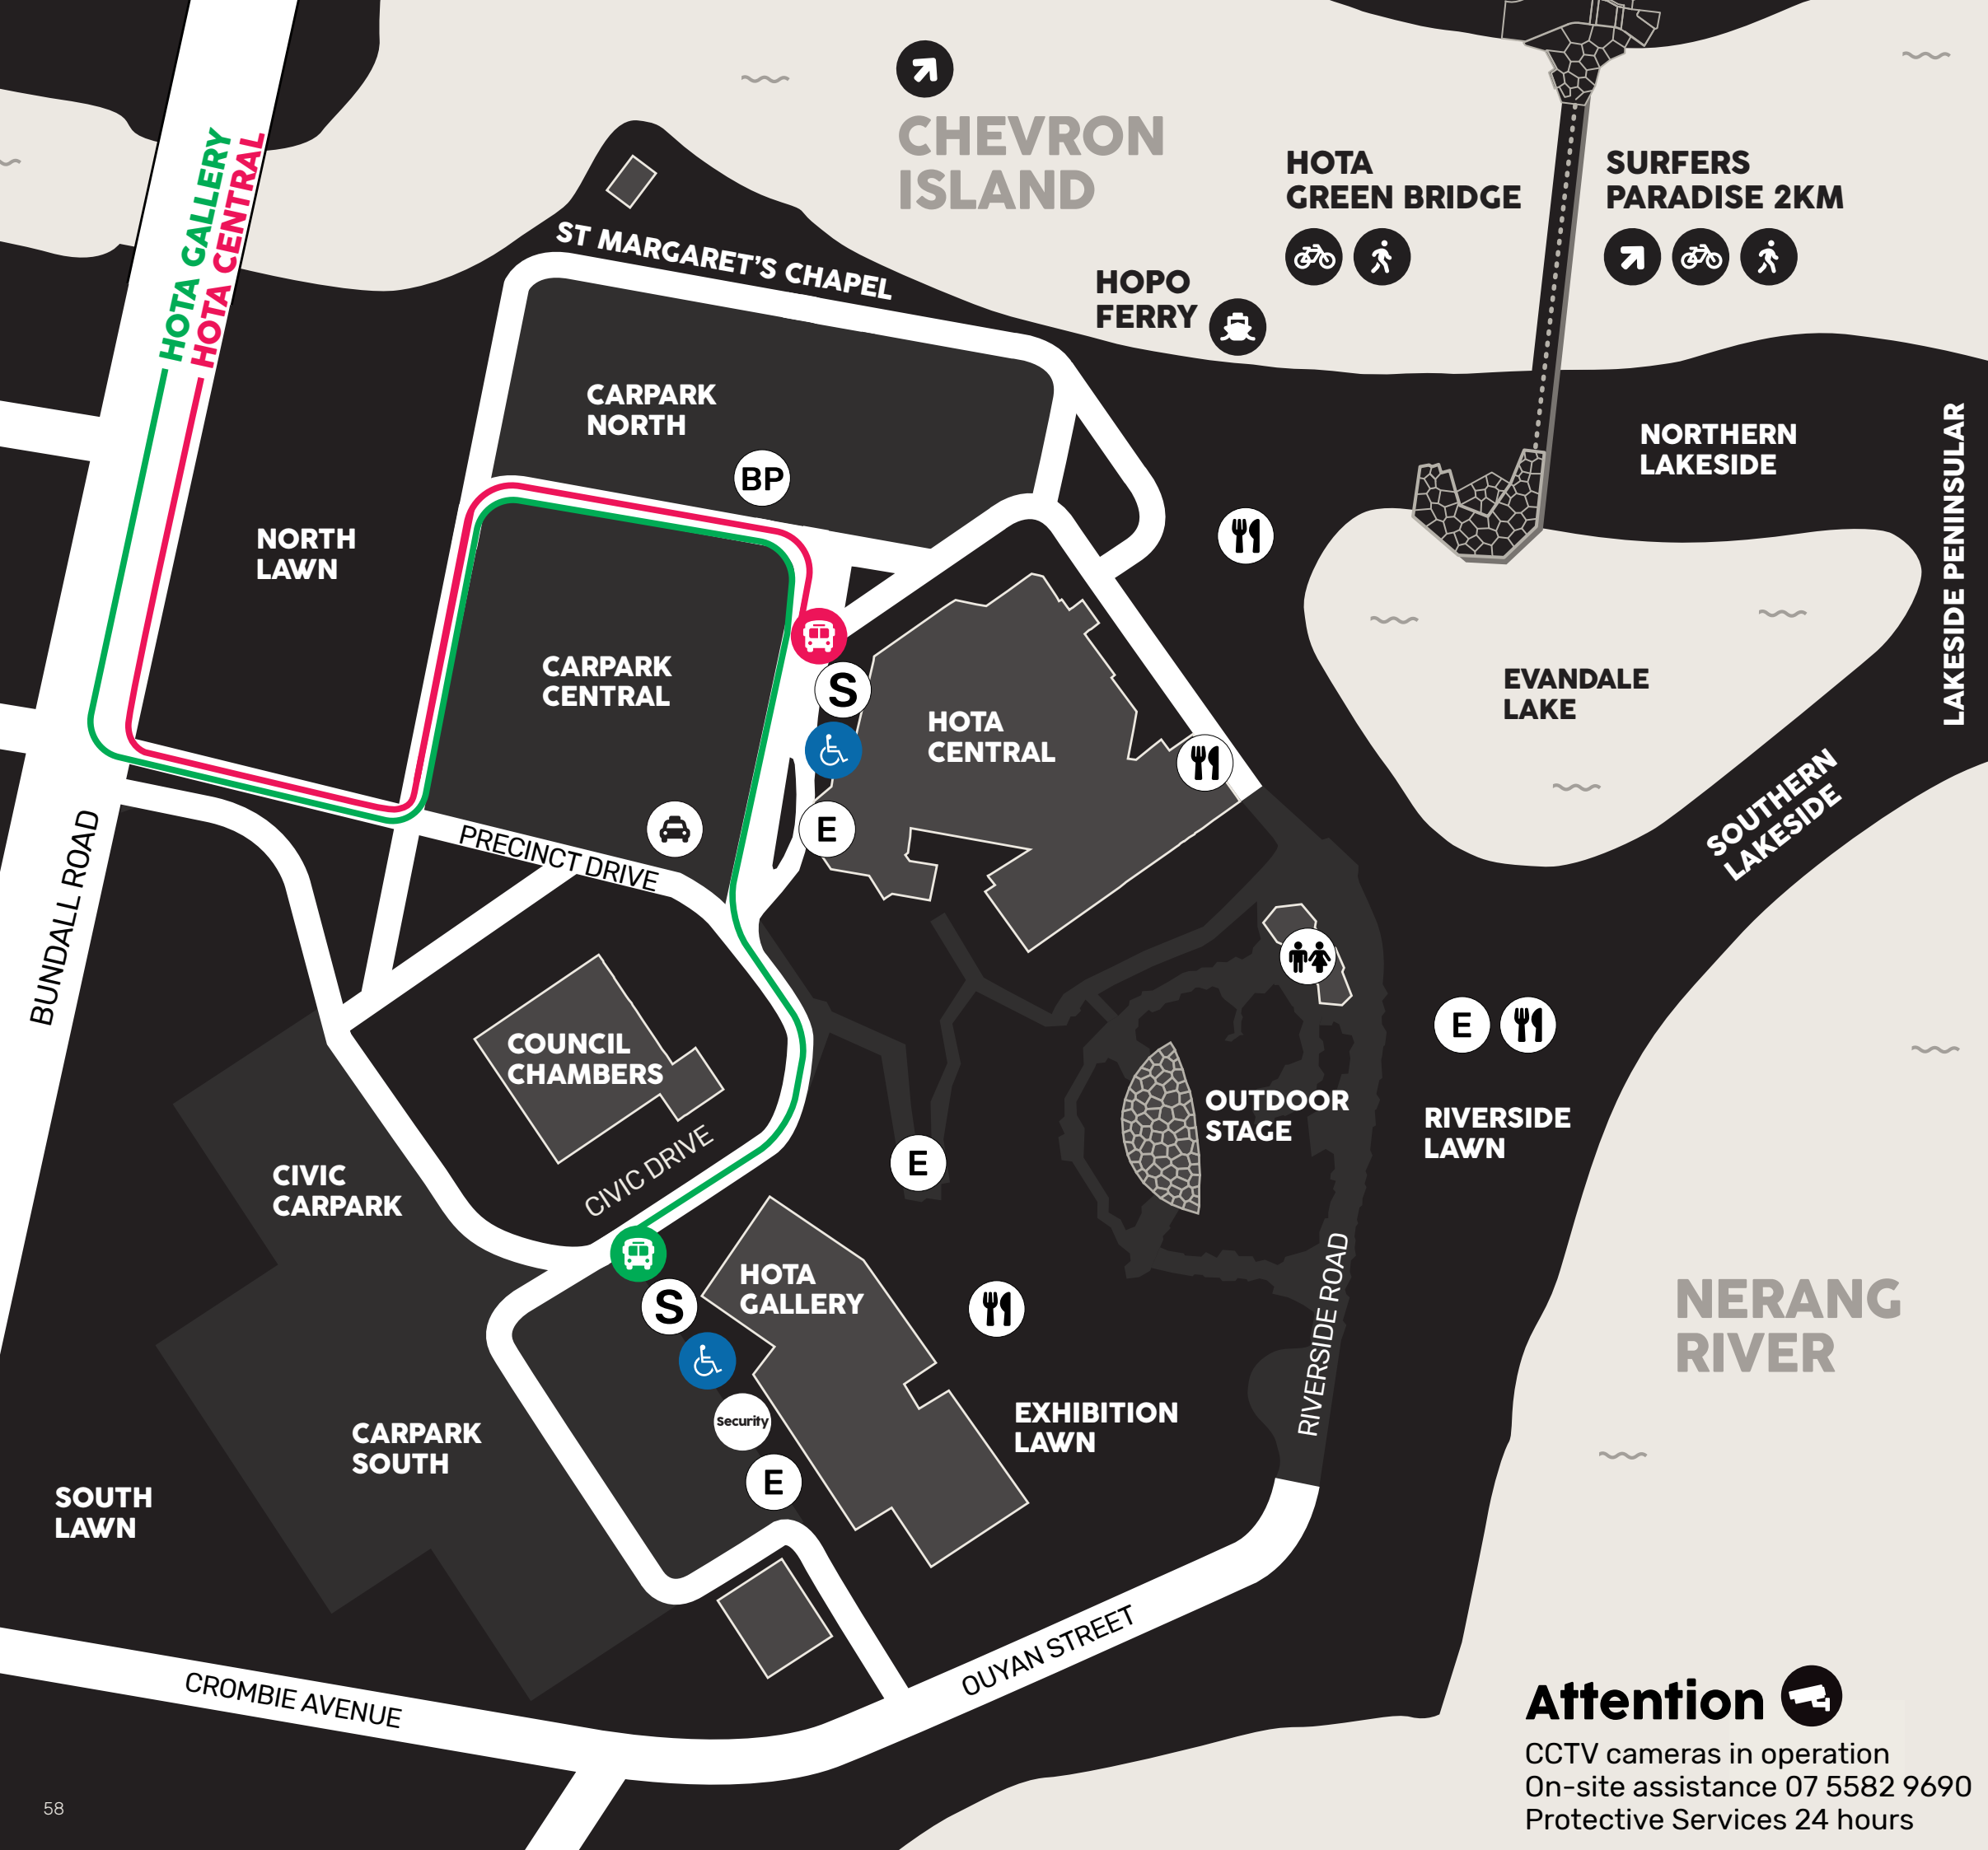 HOTA GALLERY
HOTA CENTRAL
CHEVRON
ISLAND
HOTA
GREEN BRIDGE
SURFERS
PARADISE 2KM
HOPO
FERRY
ST MARGARET'S CHAPEL
CARPARK
NORTH
BP
NORTHERN
LAKESIDE
LAKESIDE PENINSULAR
NORTH
LAWN
CARPARK
CENTRAL
S
HOTA
CENTRAL
EVANDALE
LAKE
SOUTHERN
LAKESIDE
E
PRECINCT DRIVE
BUNDALL ROAD
COUNCIL
CHAMBERS
E
OUTDOOR
STAGE
RIVERSIDE
LAWN
CIVIC DRIVE
E
CIVIC
CARPARK
HOTA
GALLERY
S
RIVERSIDE ROAD
NERANG
RIVER
Security
EXHIBITION
LAWN
CARPARK
SOUTH
E
SOUTH
LAWN
OUYAN STREET
CROMBIE AVENUE
Attention
CCTV cameras in operation
On-site assistance 07 5582 9690
Protective Services 24 hours
58